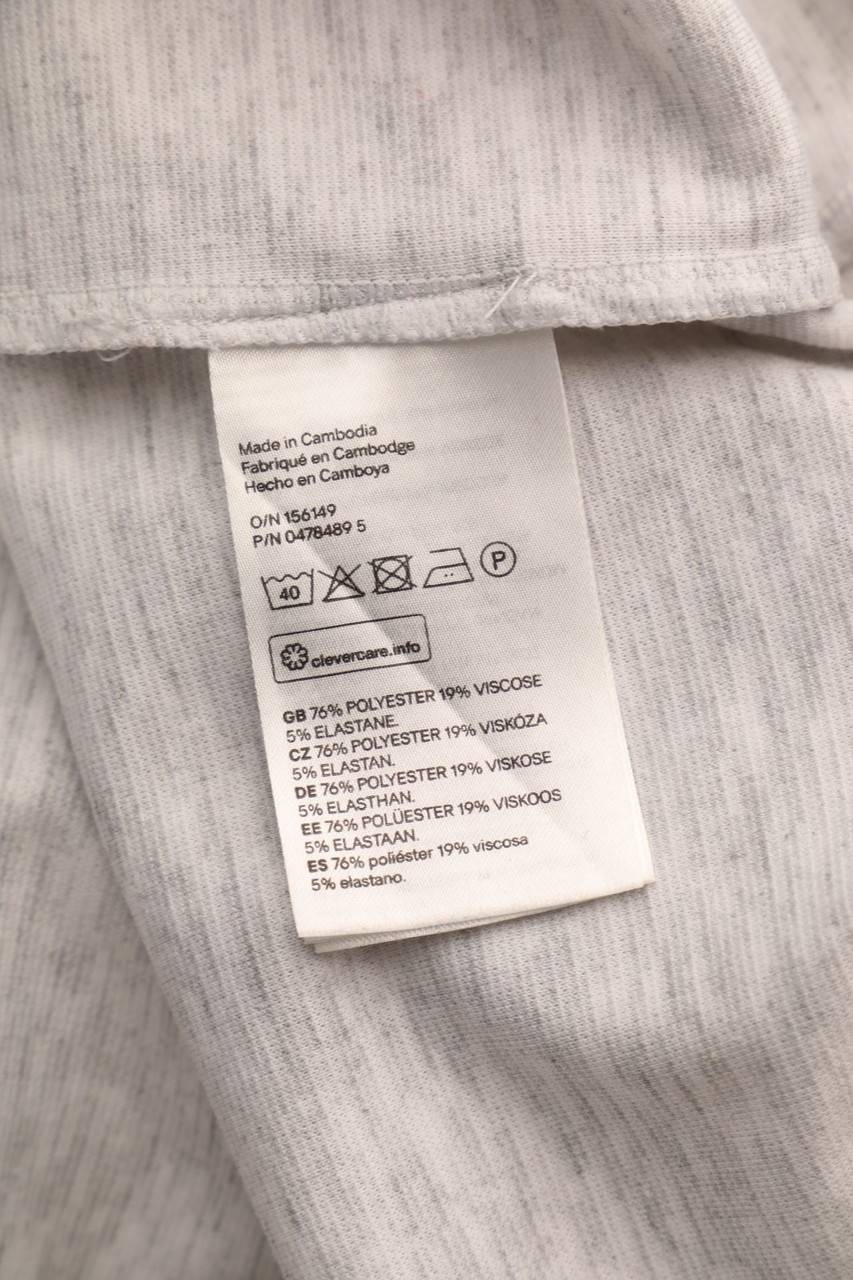 Made in Cambodia
Fabriqué en Cambodge
Hecho en Camboya
O/N 156149
P/N 0478489 5
40 P
clevercare.info
GB 76% POLYESTER 19% VISCOSE
5% ELASTANE.
CZ 76% POLYESTER 19% VISKÓZA
5% ELASTAN.
DE 76% POLYESTER 19% VISKOSE
5% ELASTHAN.
EE 76% POLÜESTER 19% VISKOOS
5% ELASTAAN.
ES 76% poliéster 19% viscosa
5% elastano.